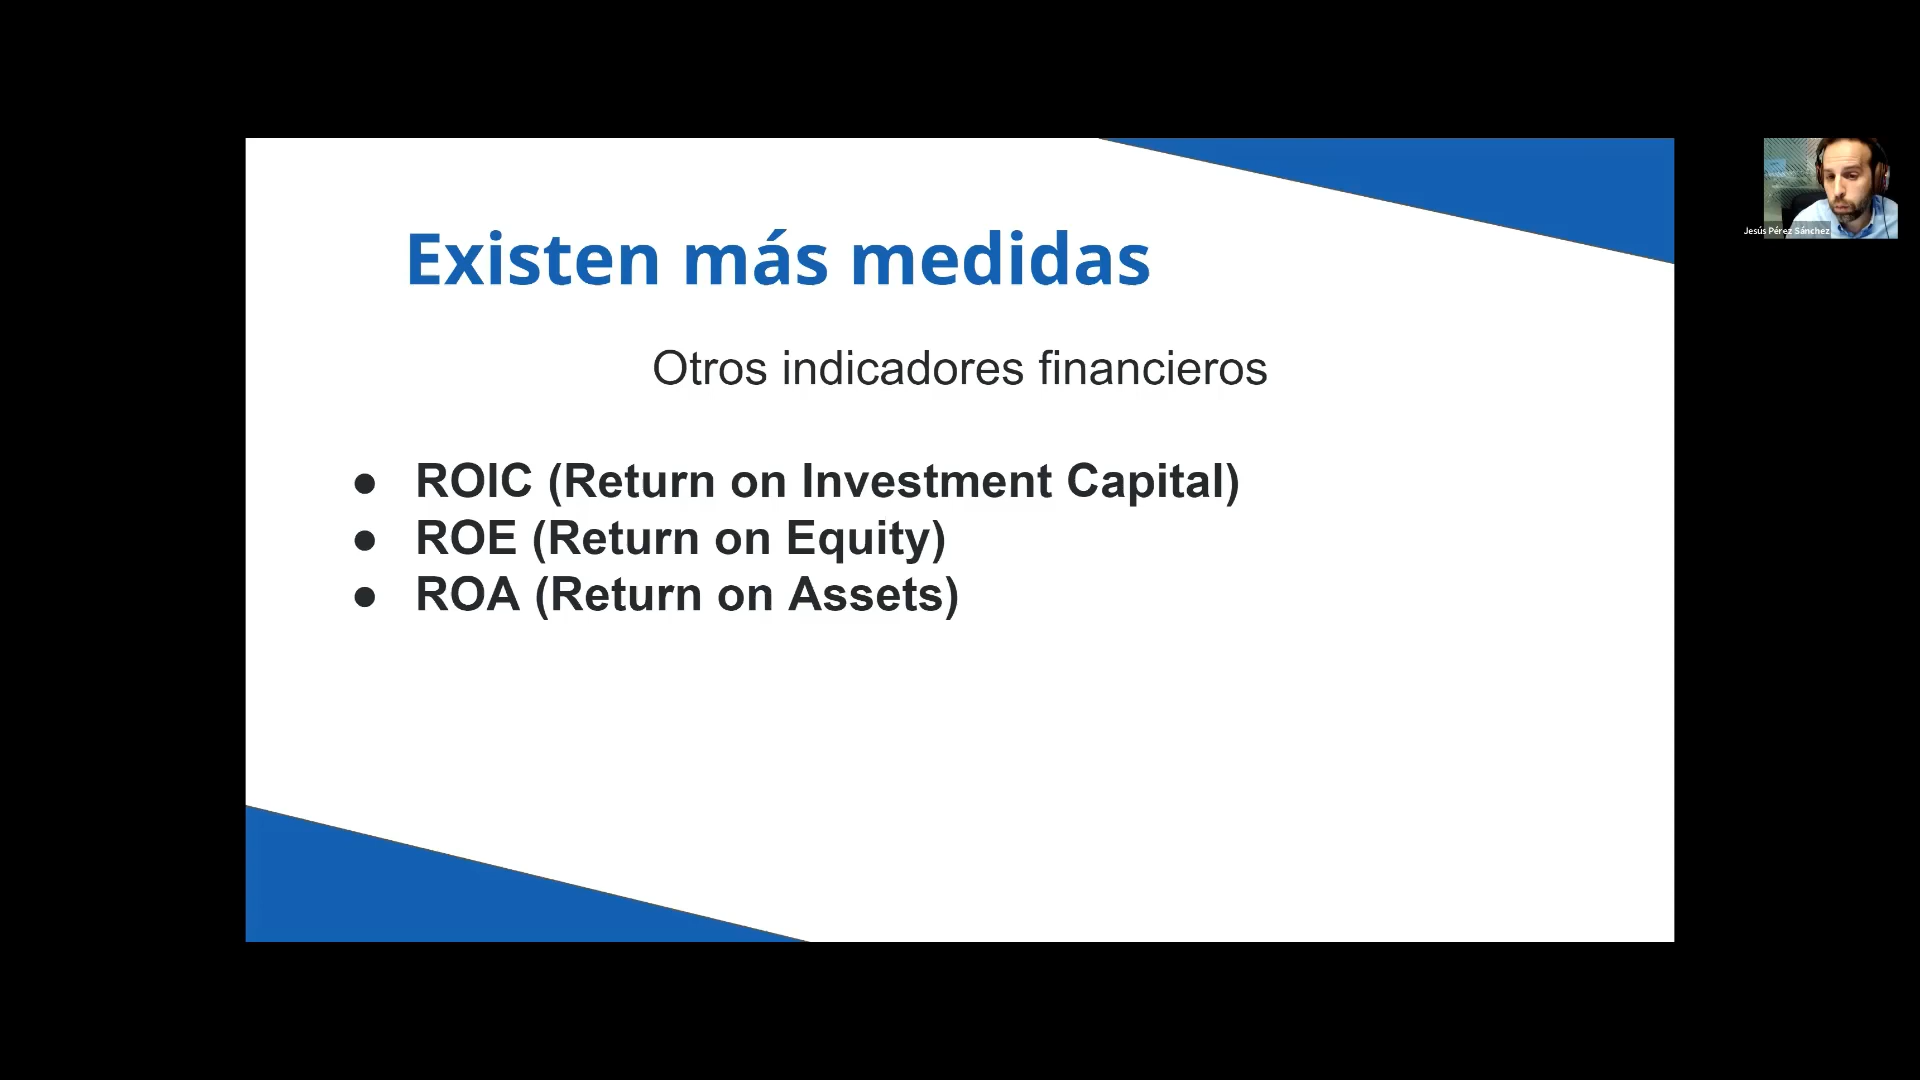 Existen más medidas
Otros indicadores financieros
● ROIC (Return on Investment Capital)
● ROE (Return on Equity)
● ROA (Return on Assets)
Jesús Pérez Sánchez